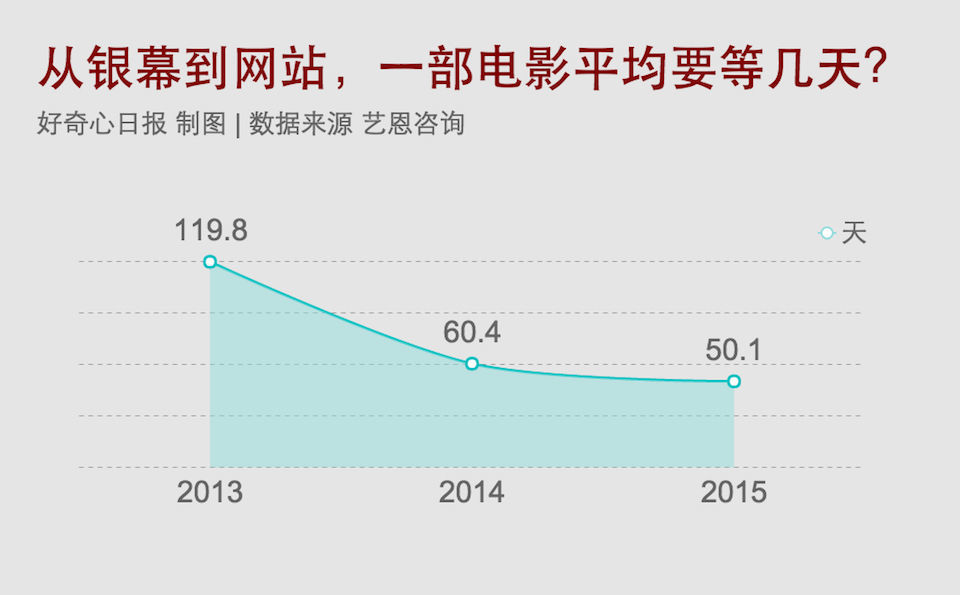 从银幕到网站，一部电影平均要等几天？
好奇心日报 制图 | 数据来源 艺恩咨询
天
119.8
60.4
50.1
2013 2014 2015